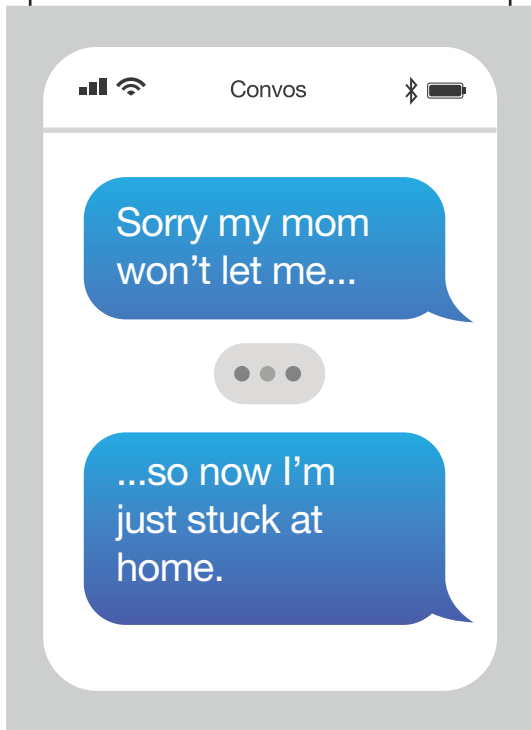 Convos
Sorry my mom
won’t let me...
...so now I’m
just stuck at
home.